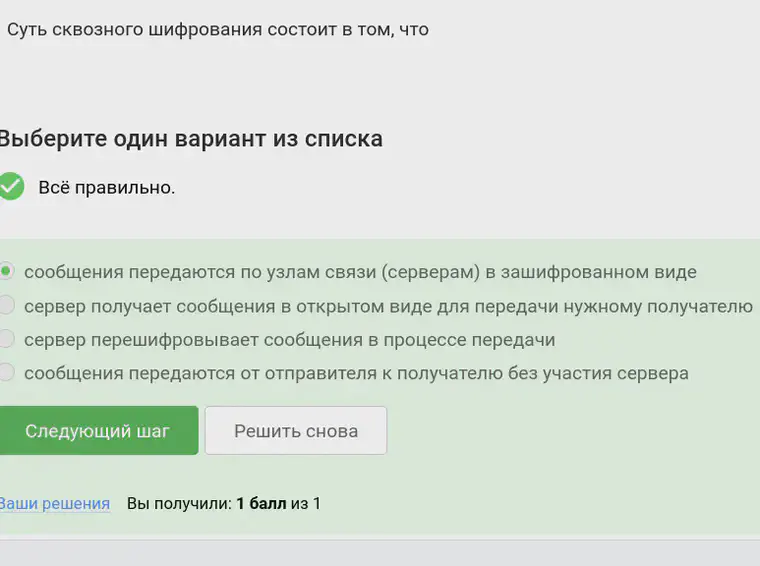 Суть сквозного шифрования состоит в том, что
Выберите один вариант из списка
Всё правильно.
сообщения передаются по узлам связи (серверам) в зашифрованном виде
сервер получает сообщения в открытом виде для передачи нужному получателю
сервер перешифровывает сообщения в процессе передачи
сообщения передаются от отправителя к получателю без участия сервера
Следующий шаг
Решить снова
Ваши решения Вы получили: 1 балл из 1